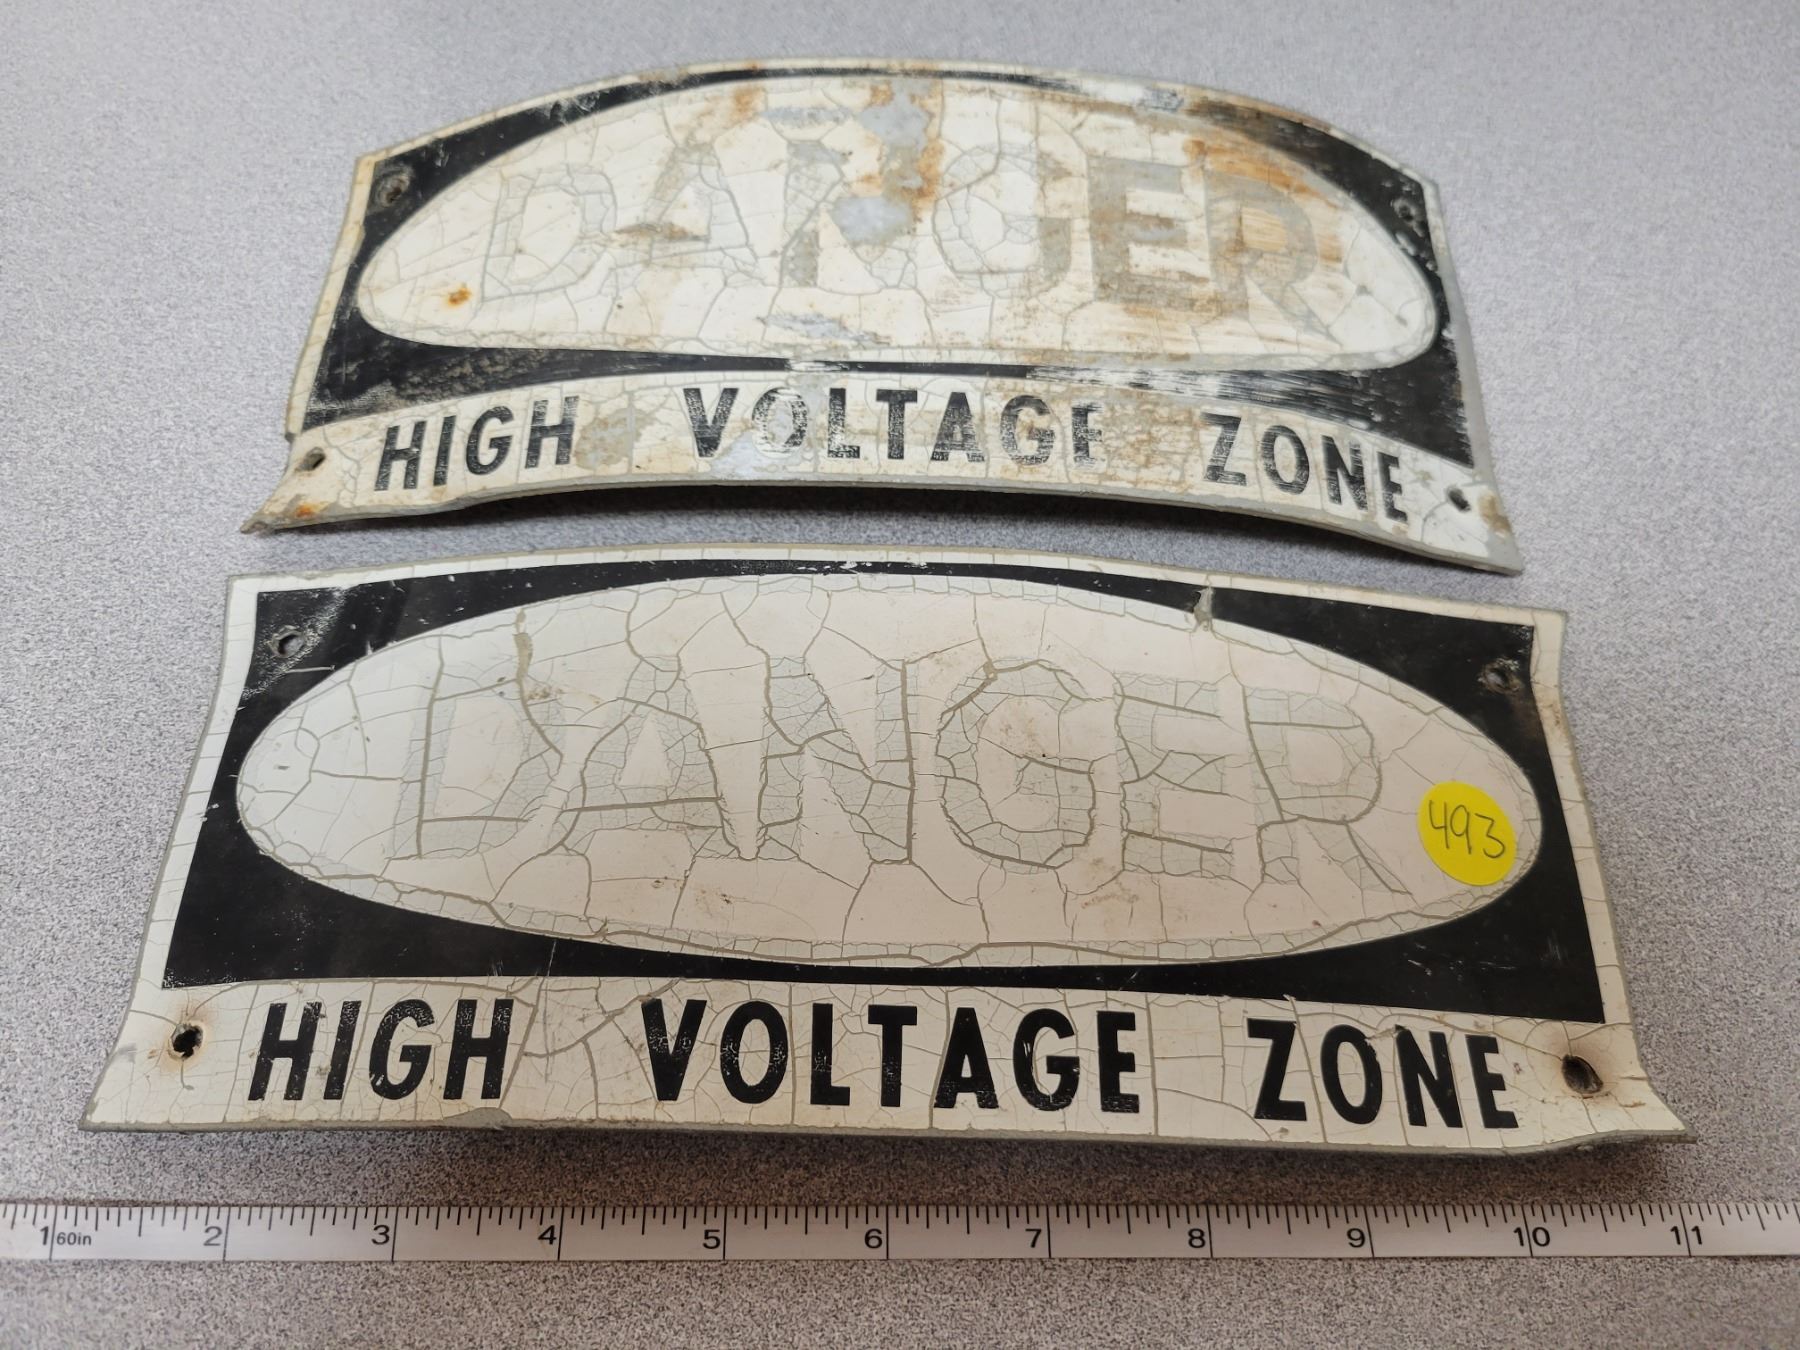 DANGER
HIGH VOLTAGE ZONE
DANGER
493
HIGH VOLTAGE ZONE
1 60in 2 3 4 5 6 7 8 9 10 11